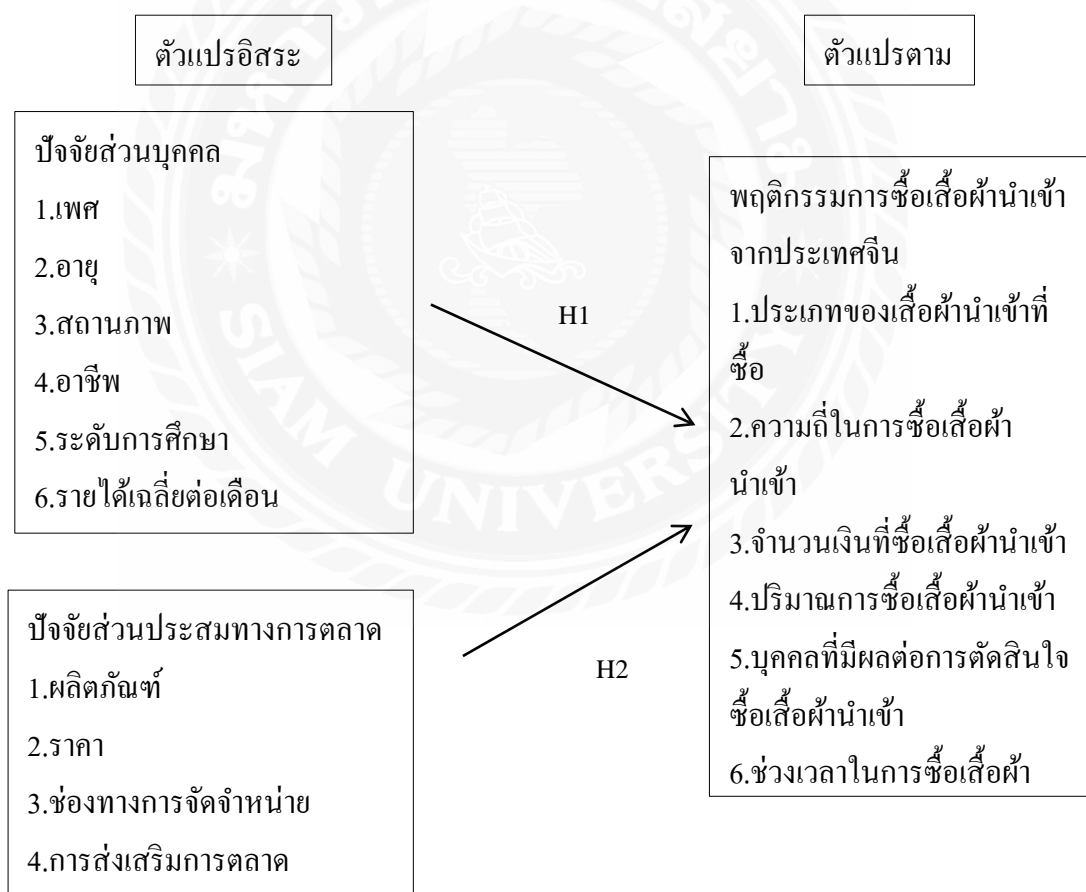 ตัวแปรอิสระ
ตัวแปรตาม
ปัจจัยส่วนบุคคล
1.เพศ
2.อายุ
3.สถานภาพ
4.อาชีพ
5.ระดับการศึกษา
6.รายได้เฉลี่ยต่อเดือน
H1
ปัจจัยส่วนประสมทางการตลาด
1.ผลิตภัณฑ์
2.ราคา
3.ช่องทางการจัดจำหน่าย
4.การส่งเสริมการตลาด
H2
พฤติกรรมการซื้อเสื้อผ้านำเข้า
จากประเทศจีน
1.ประเภทของเสื้อผ้านำเข้าที่
ซื้อ
2.ความถี่ในการซื้อเสื้อผ้า
นำเข้า
3.จำนวนเงินที่ซื้อเสื้อผ้านำเข้า
4.ปริมาณการซื้อเสื้อผ้านำเข้า
5.บุคคลที่มีผลต่อการตัดสินใจ
ซื้อเสื้อผ้านำเข้า
6.ช่วงเวลาในการซื้อเสื้อผ้า
SIAM UNIVERSITY